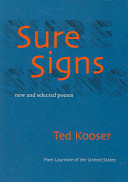 Sure
Signs
new and selected poems
Ted Kooser
Poet Laureate of the United States